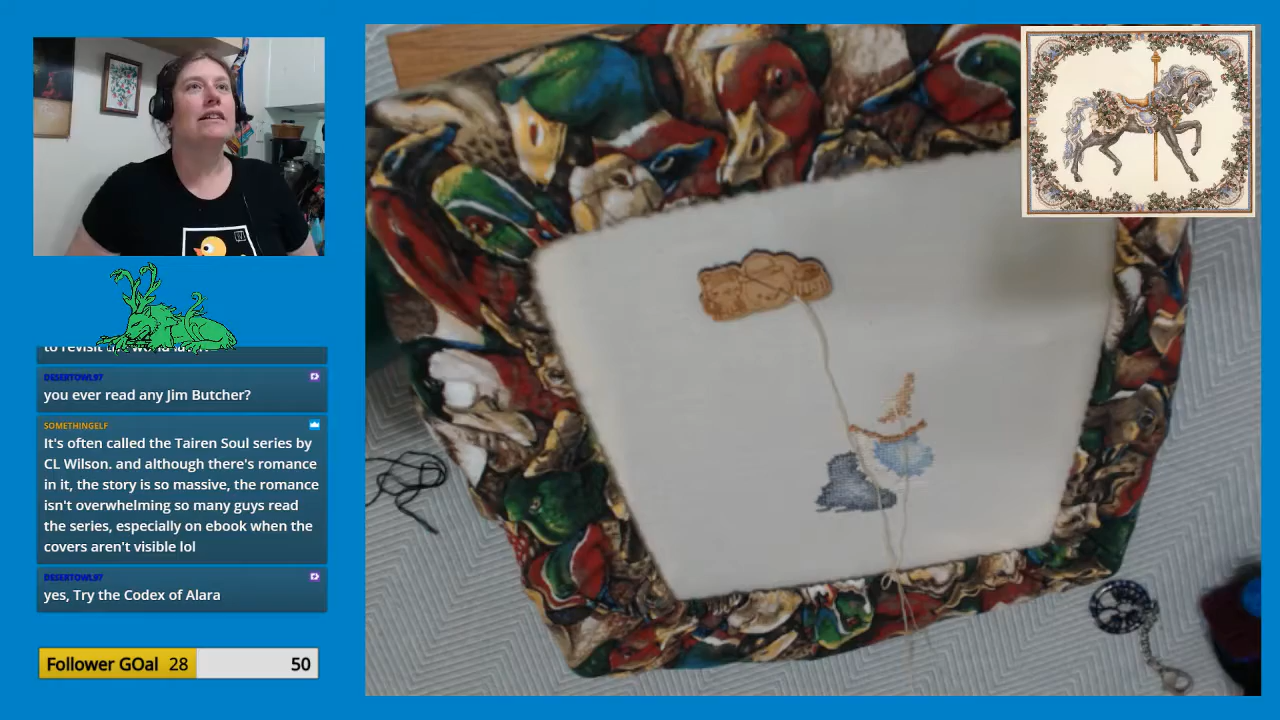 DESERTOWL97
you ever read any Jim Butcher?
SOMETHINGELF
It's often called the Tairen Soul series by
CL Wilson. and although there's romance
in it, the story is so massive, the romance
isn't overwhelming so many guys read
the series, especially on ebook when the
covers aren't visible lol
DESERTOWL97
yes, Try the Codex of Alara
Follower GOal 28 50